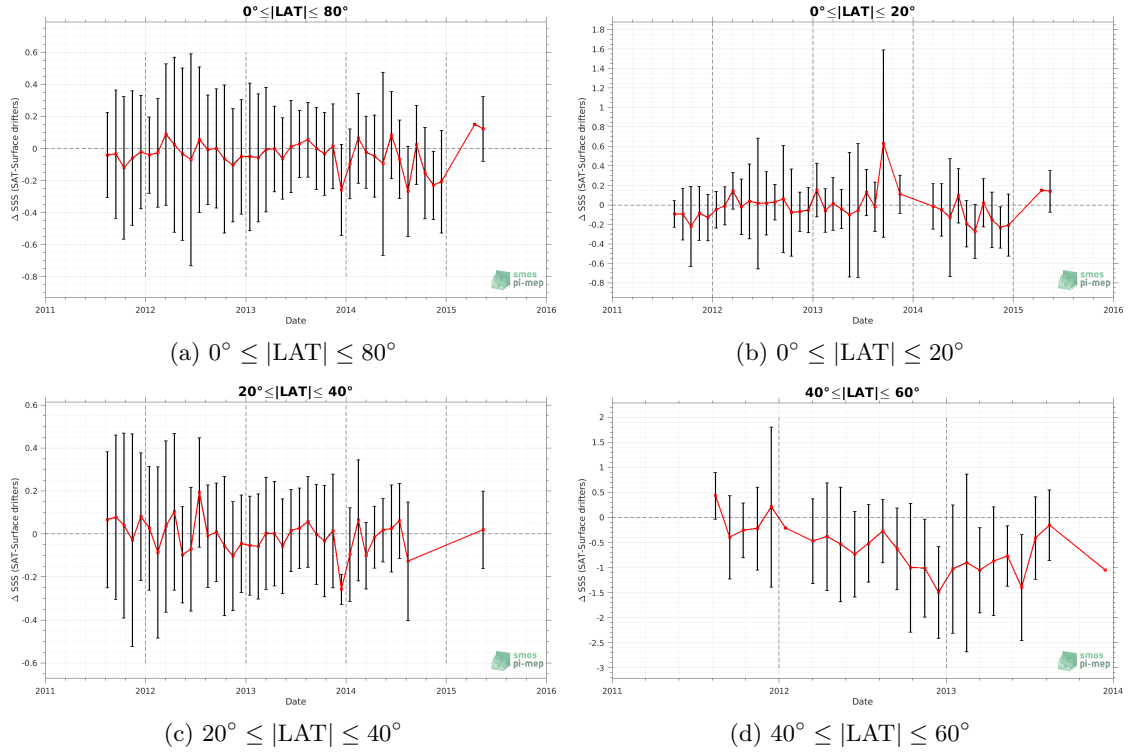 0°≤|LAT|≤ 80°
Δ SSS (SAT-Surface drifters)
0.6
0.4
0.2
0
-0.2
-0.4
-0.6
-0.8
2011 2012 2013 2014 2015 2016
Date
smos
pi-mep
(a) 0° ≤ |LAT| ≤ 80°
0°≤|LAT|≤ 20°
Δ SSS (SAT-Surface drifters)
1.8
1.6
1.4
1.2
1
0.8
0.6
0.4
0.2
0
-0.2
-0.4
-0.6
-0.8
2011 2012 2013 2014 2015 2016
Date
smos
pi-mep
(b) 0° ≤ |LAT| ≤ 20°
20°≤|LAT|≤ 40°
Δ SSS (SAT-Surface drifters)
0.6
0.4
0.2
0
-0.2
-0.4
-0.6
2011 2012 2013 2014 2015 2016
Date
smos
pi-mep
(c) 20° ≤ |LAT| ≤ 40°
40°≤|LAT|≤ 60°
Δ SSS (SAT-Surface drifters)
2
1.5
1
0.5
0
-0.5
-1
-1.5
-2
-2.5
-3
2011 2012 2013 2014
Date
smos
pi-mep
(d) 40° ≤ |LAT| ≤ 60°